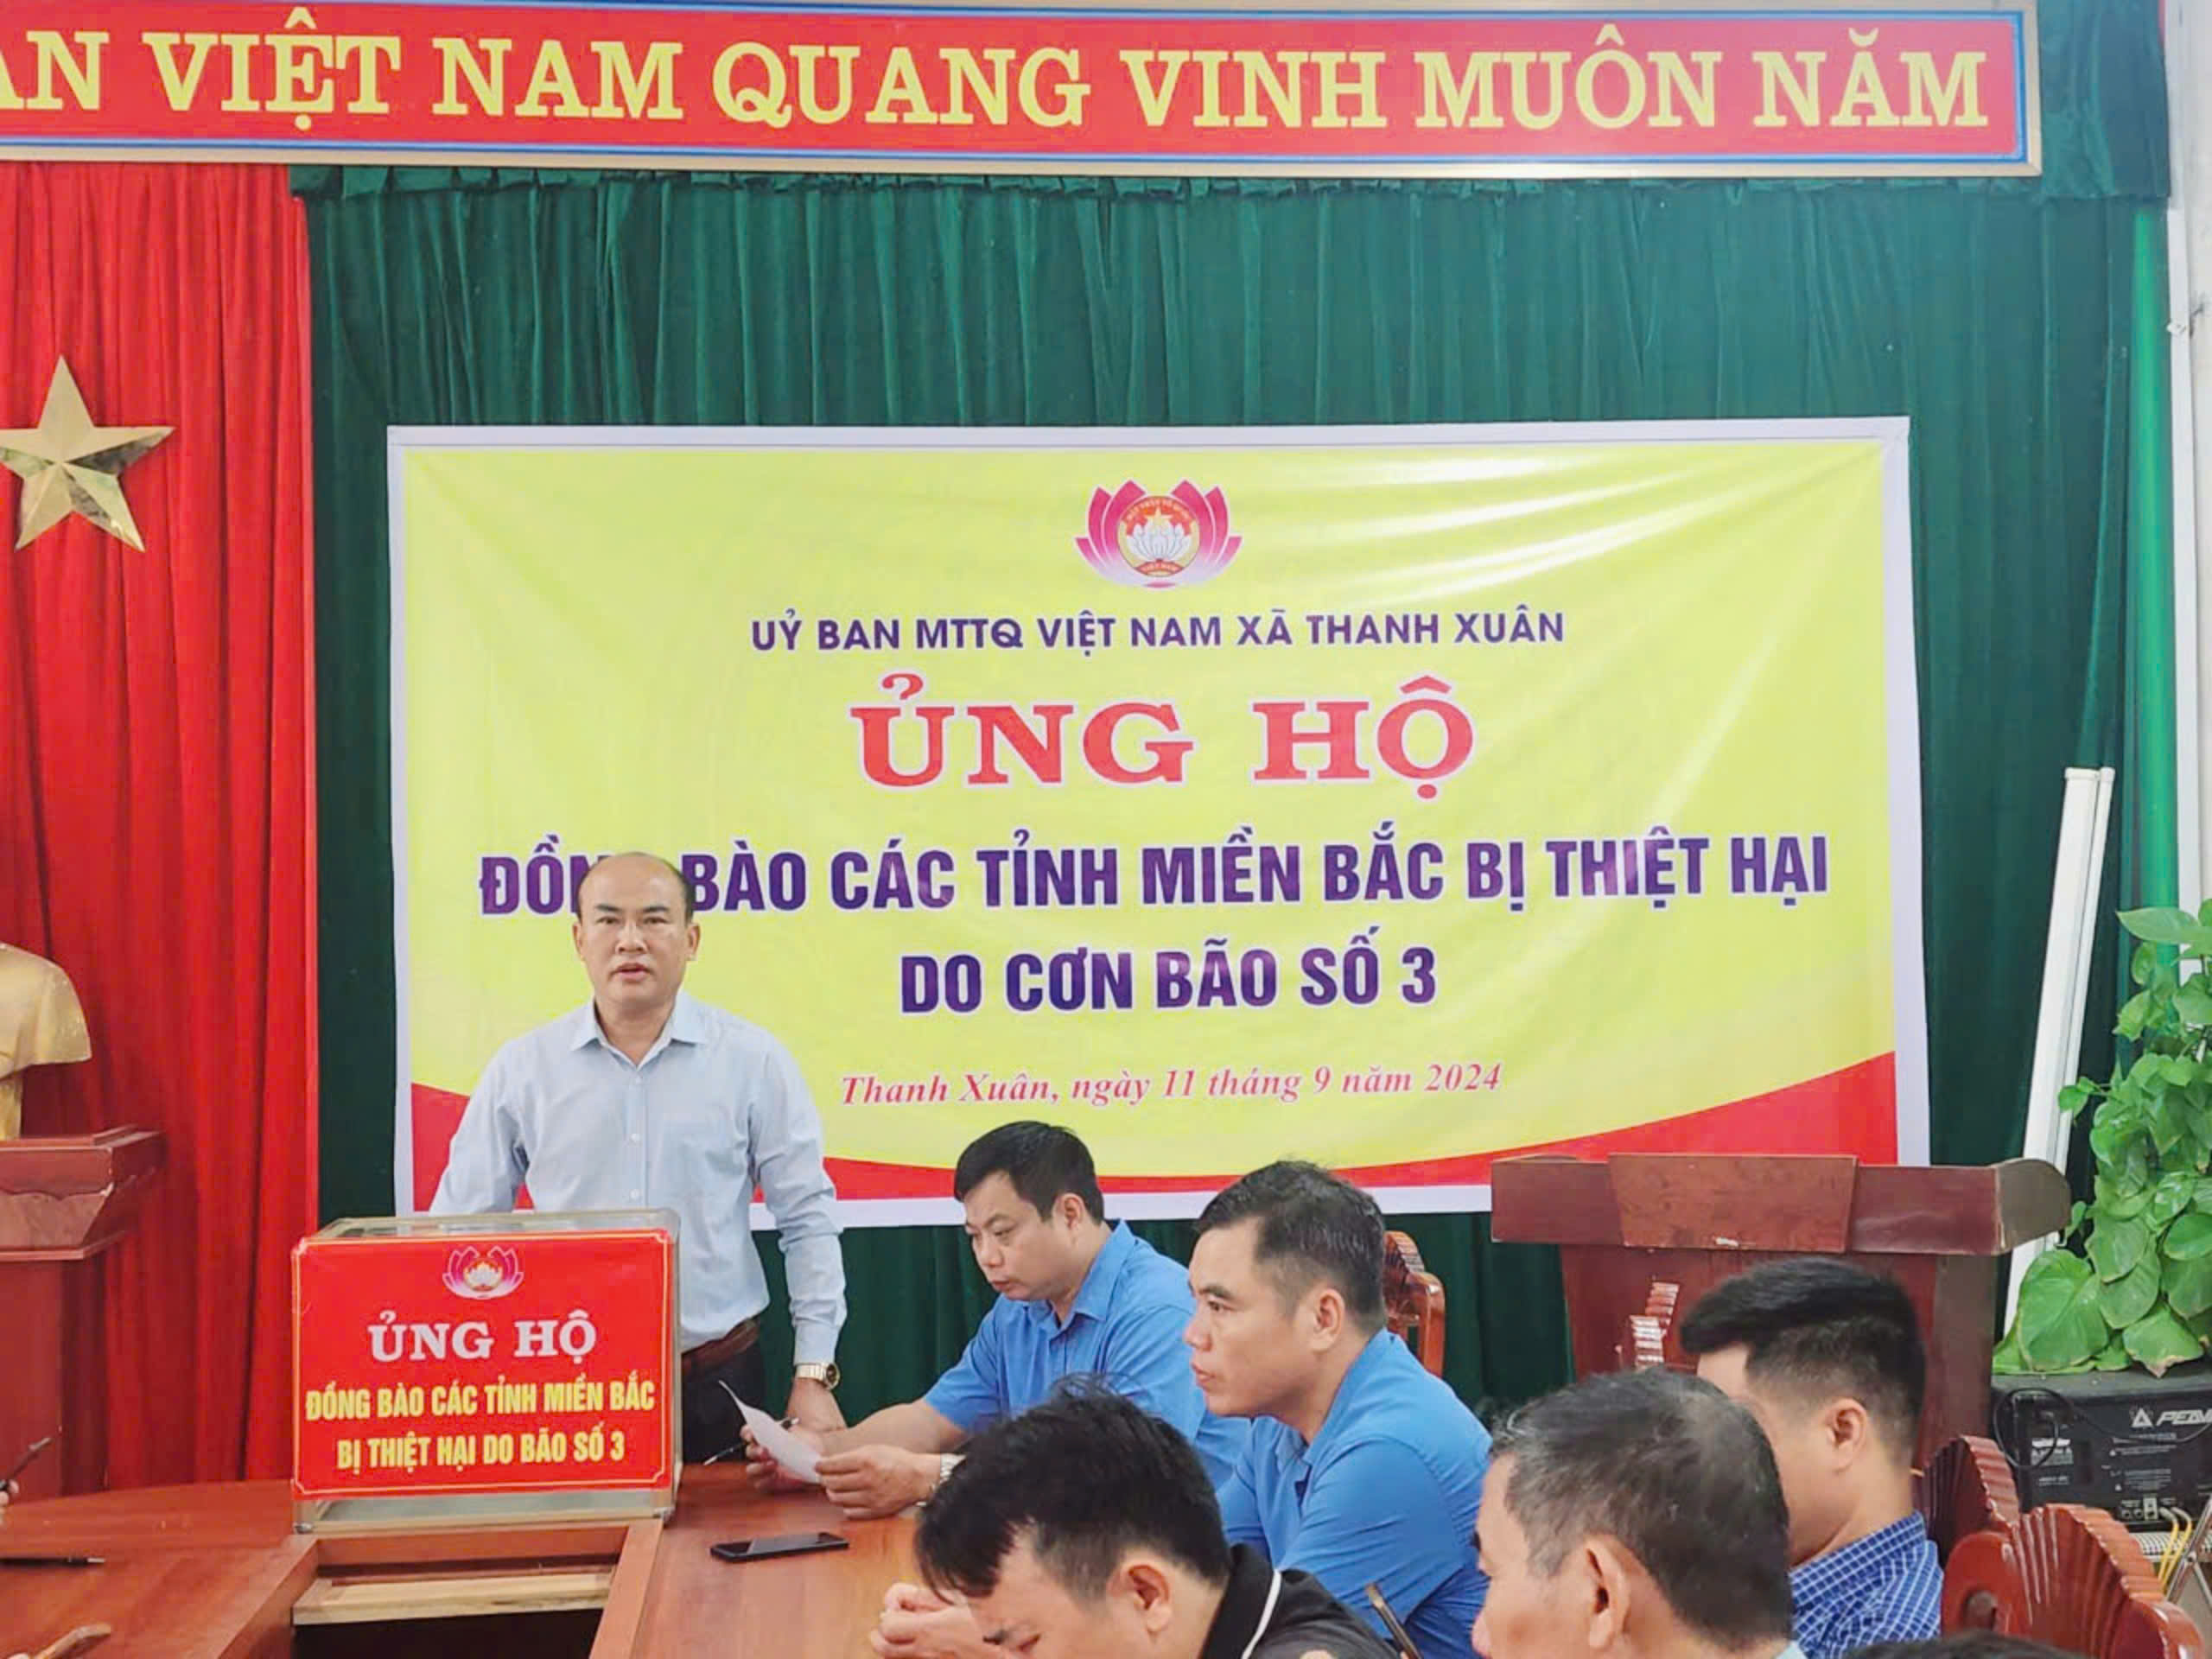 VIỆT NAM QUANG VINH MUÔN NĂM
UỶ BAN MTTQ VIỆT NAM XÃ THANH XUÂN
ỦNG HỘ
BÀO CÁC TỈNH MIỀN BẮC BỊ THIỆT HẠI
DO CƠN BÃO SỐ 3
Thanh Xuân, ngày 11 tháng 9 năm 2024
ỦNG HỘ
ĐỒNG BÀO CÁC TỈNH MIỀN BẮC
BỊ THIỆT HẠI DO BÃO SỐ 3